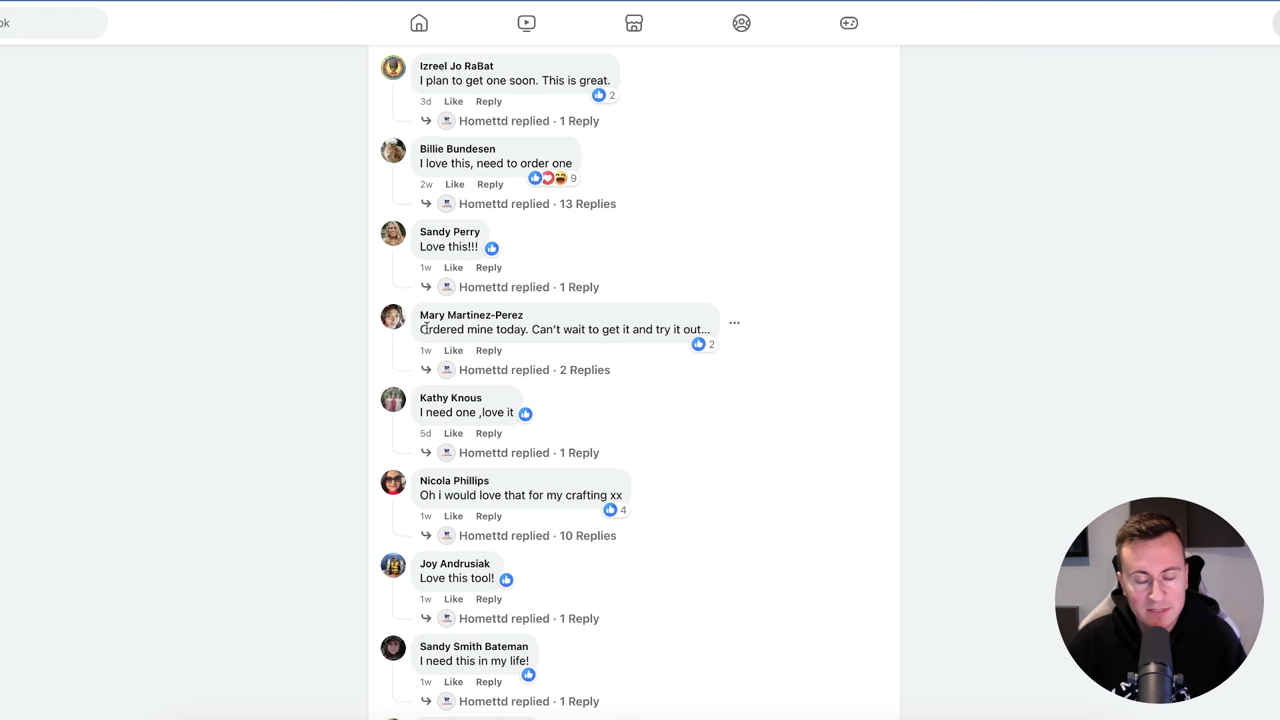 ok
Izreel Jo RaBat
I plan to get one soon. This is great.
2
3d Like Reply
Homettd replied · 1 Reply
Billie Bundesen
I love this, need to order one
9
2w Like Reply
Homettd replied · 13 Replies
Sandy Perry
Love this!!!
1w Like Reply
Homettd replied · 1 Reply
Mary Martinez-Perez
Ordered mine today. Can’t wait to get it and try it out...
2
1w Like Reply
Homettd replied · 2 Replies
Kathy Knous
I need one ,love it
5d Like Reply
Homettd replied · 1 Reply
Nicola Phillips
Oh i would love that for my crafting xx
4
1w Like Reply
Homettd replied · 10 Replies
Joy Andrusiak
Love this tool!
1w Like Reply
Homettd replied · 1 Reply
Sandy Smith Bateman
I need this in my life!
1w Like Reply
Homettd replied · 1 Reply